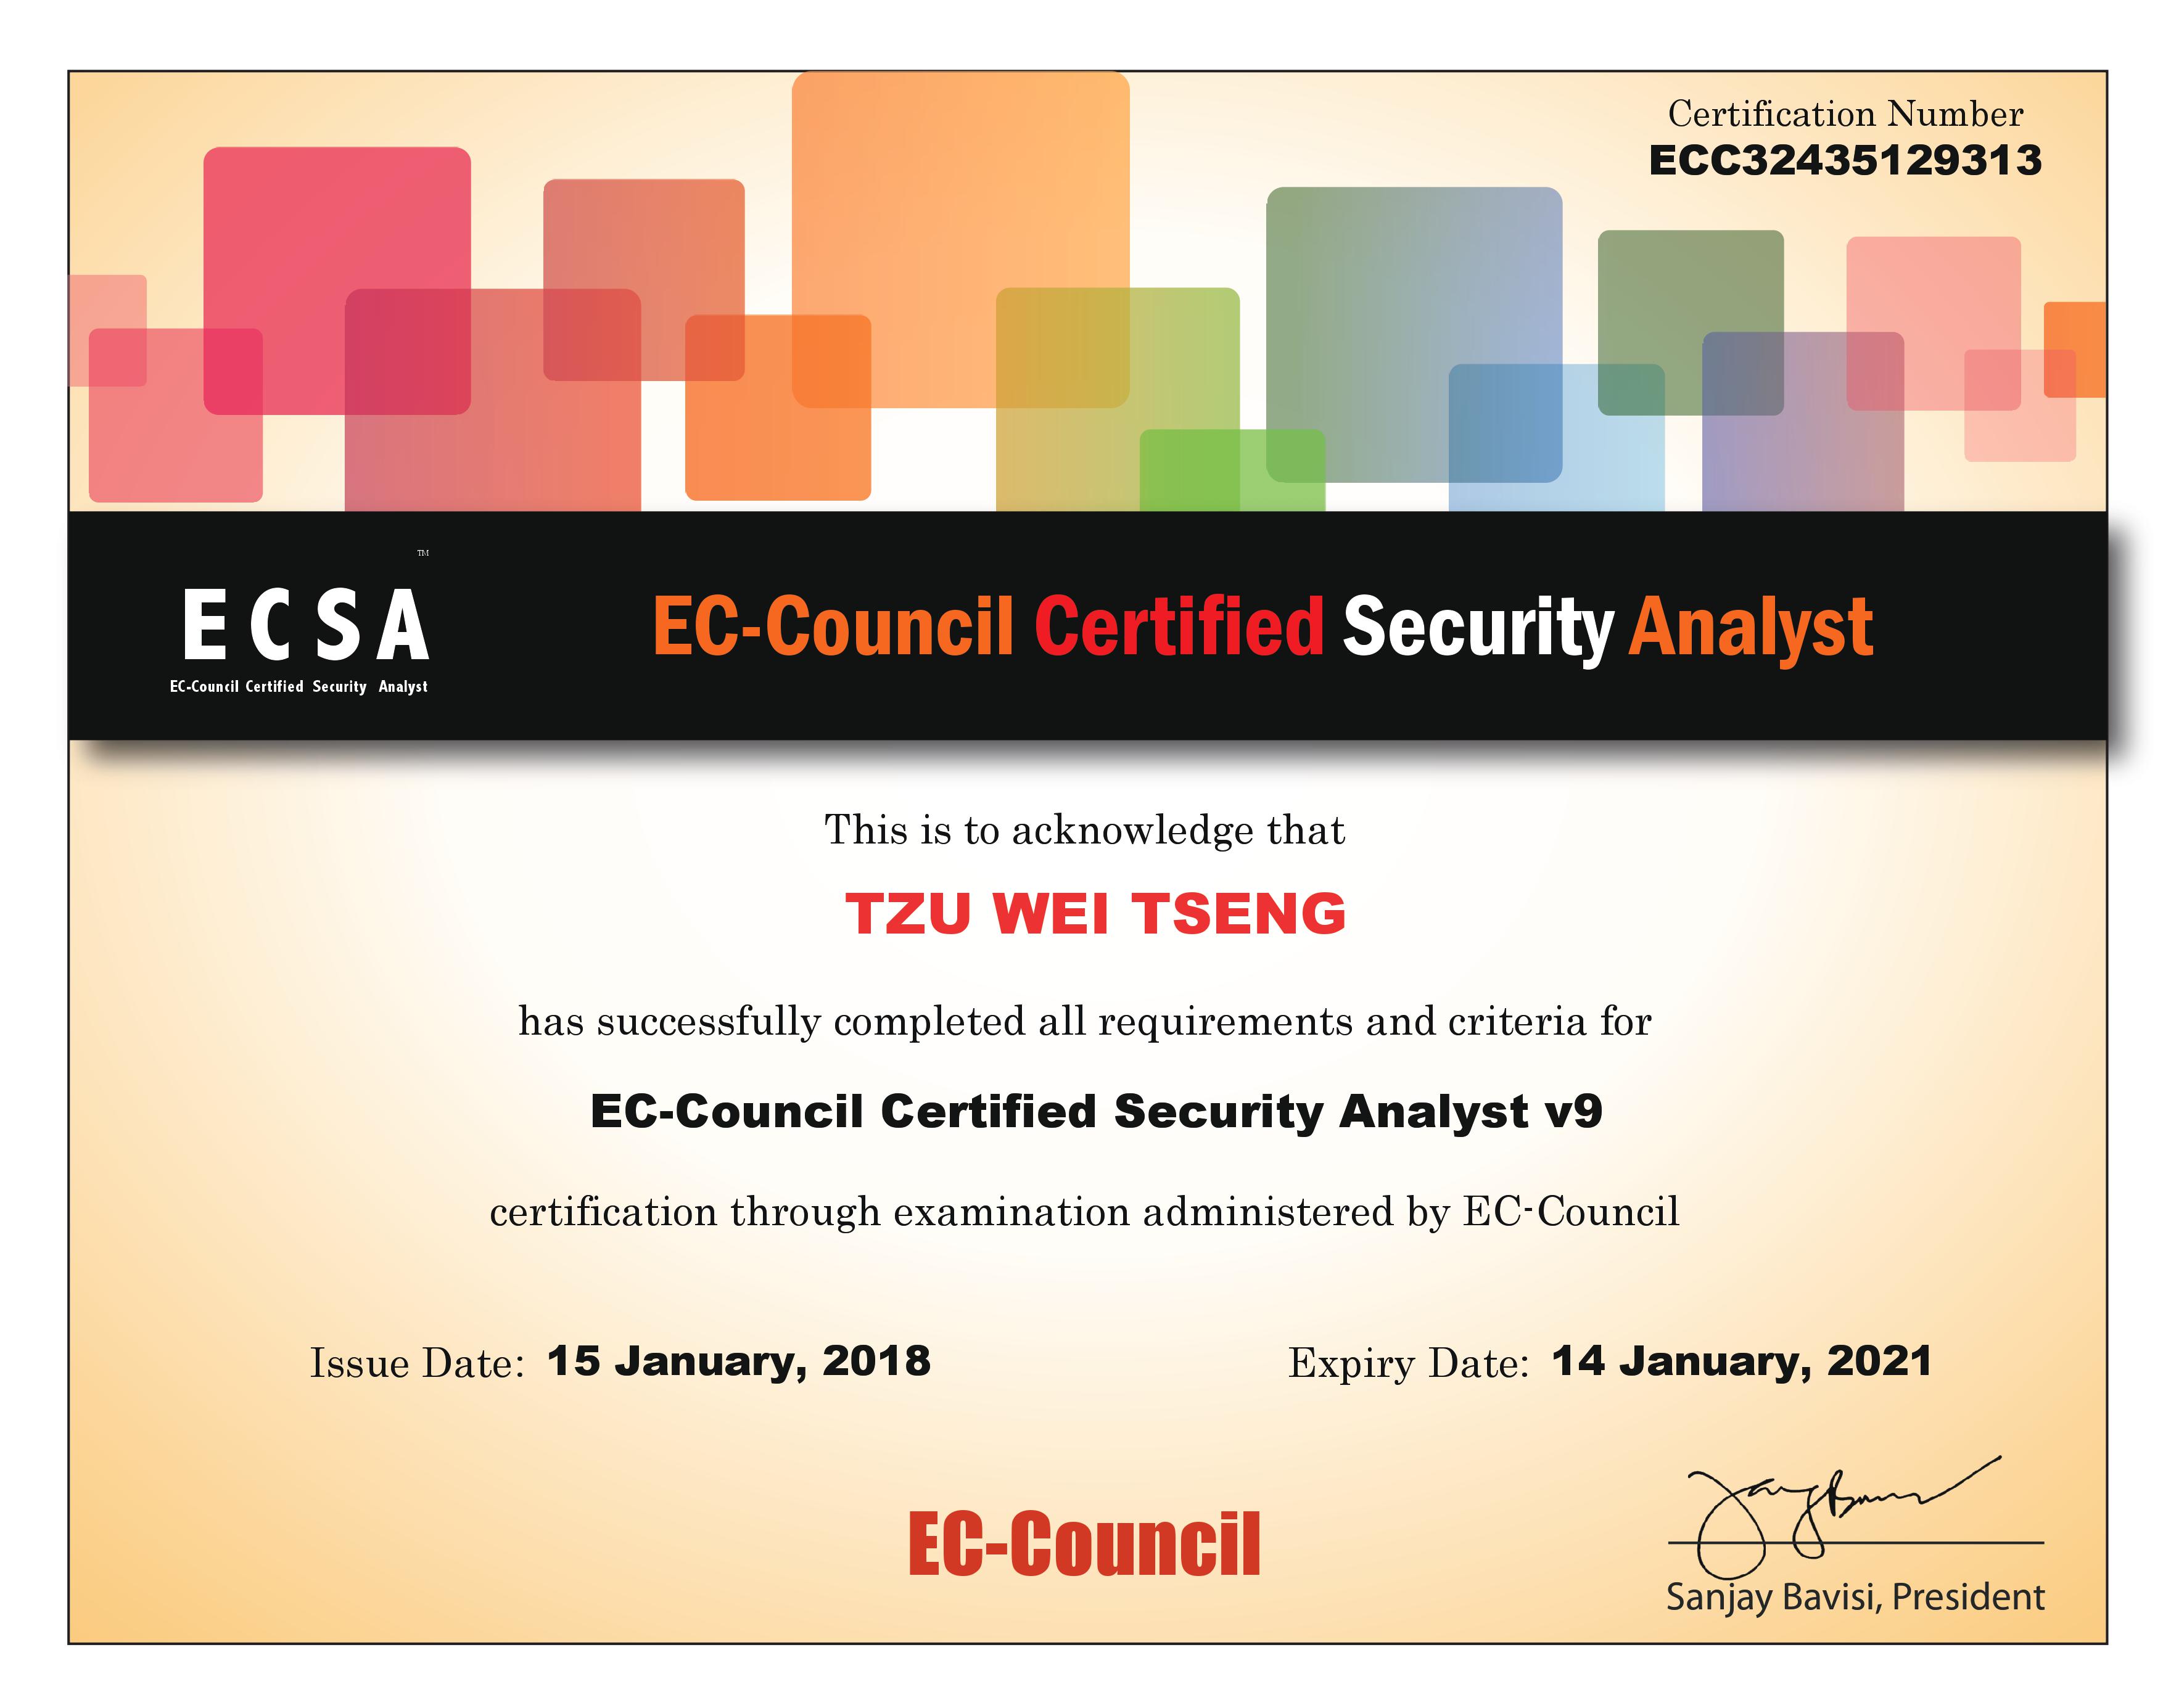 Certification Number
ECC32435129313
TM
ECSA
EC-Council Certified Security Analyst
EC-Council Certified Security Analyst
This is to acknowledge that
TZU WEI TSENG
has successfully completed all requirements and criteria for
EC-Council Certified Security Analyst v9
certification through examination administered by EC-Council
Issue Date: 15 January, 2018
Expiry Date: 14 January, 2021
EC-Council
Sanjay Bavisi, President